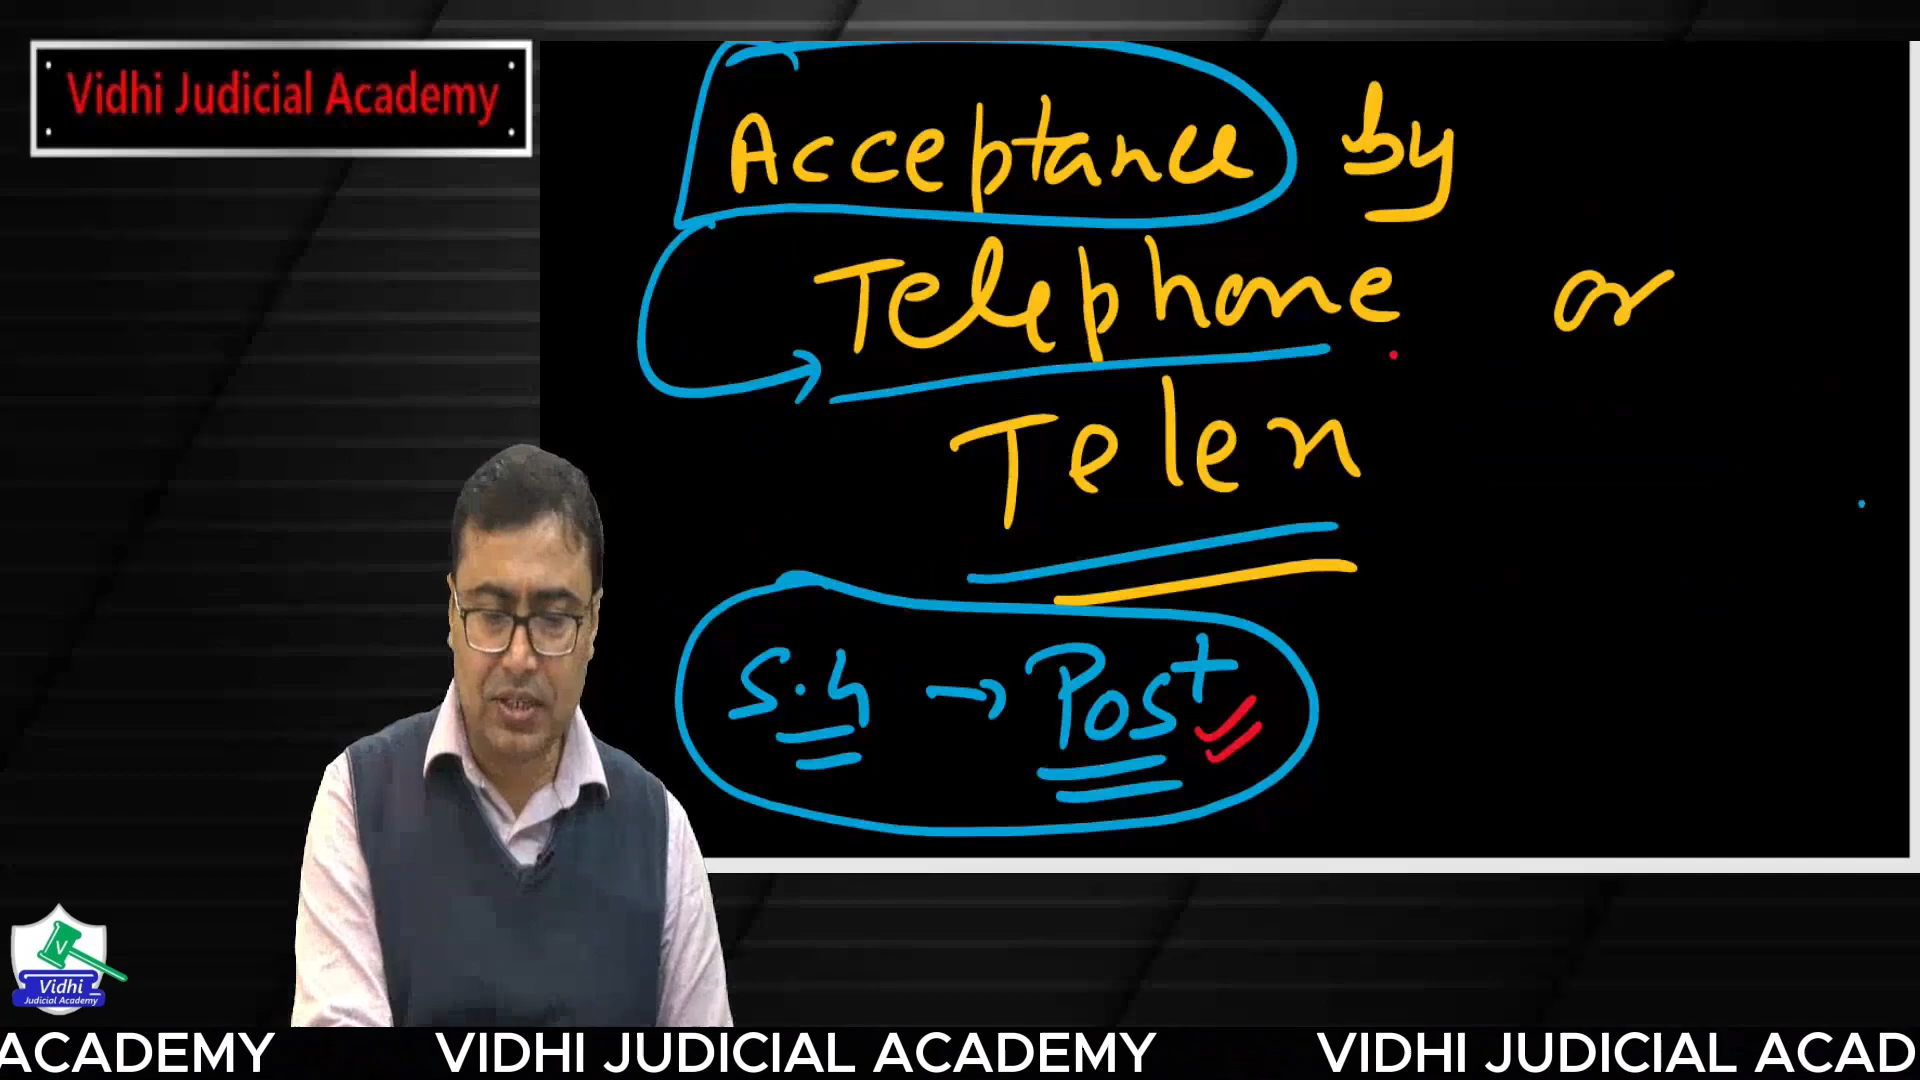 Vidhi Judicial Academy
Acceptance by
Telephone or
Telex
S.4 → Post
V
Vidhi
Judicial Academy
ACADEMY VIDHI JUDICIAL ACADEMY VIDHI JUDICIAL ACAD